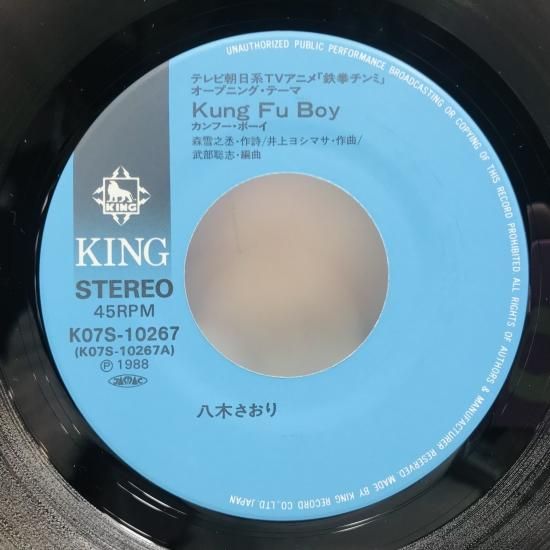 UNAUTHORIZED PUBLIC PERFORMANCE BROADCASTING OR COPYING OF THIS RECORD PROHIBITED ALL RIGHTS OF AUTHORS & MANUFACTURER RESERVED MADE BY KING RECORD CO.,LTD. JAPAN
テレビ朝日系TVアニメ「鉄拳チンミ」
オープニング・テーマ
Kung Fu Boy
カンフー・ボーイ
森雪之丞・作詩/井上ヨシマサ・作曲/
武部聡志・編曲
KING
KING
STEREO
45RPM
K07S-10267
(K07S-10267A)
Ⓟ 1988
JASRAC
八木さおり